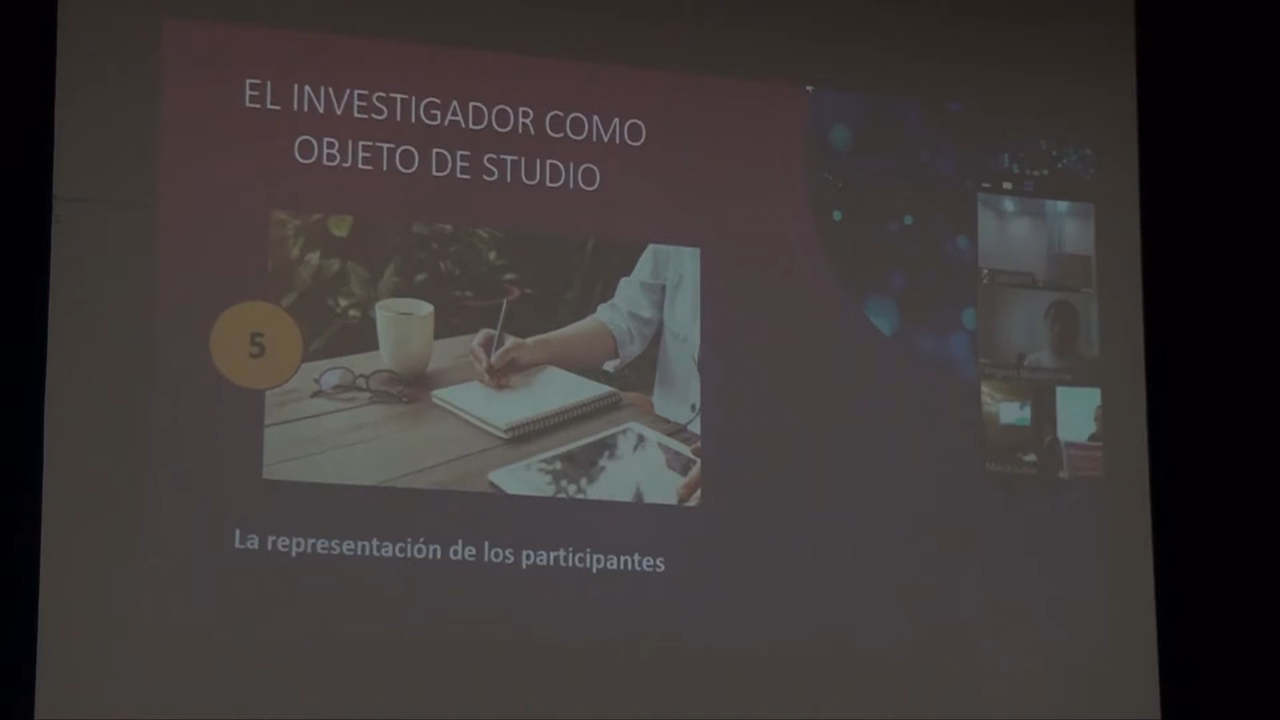 EL INVESTIGADOR COMO
OBJETO DE STUDIO
5
La representación de los participantes